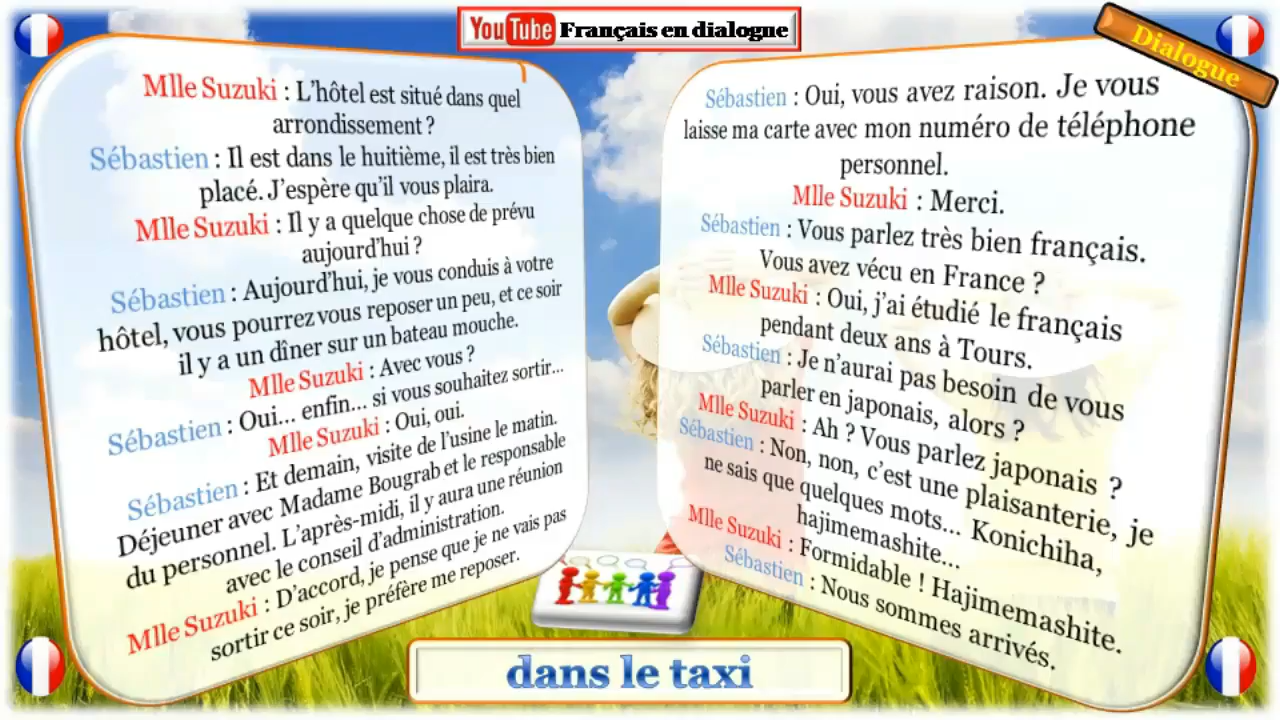 YouTube Français en dialogue
Dialogue
Mlle Suzuki : L'hôtel est situé dans quel
arrondissement ?
Sébastien : Il est dans le huitième, il est très bien
placé. J'espère qu'il vous plaira.
Mlle Suzuki : Il y a quelque chose de prévu
aujourd'hui ?
Sébastien : Aujourd'hui, je vous conduis à votre
hôtel, vous pourrez vous reposer un peu, et ce soir
il y a un dîner sur un bateau mouche.
Mlle Suzuki : Avec vous ?
Sébastien : Oui... enfin... si vous souhaitez sortir...
Mlle Suzuki : Oui, oui.
Sébastien : Et demain, visite de l'usine le matin.
Déjeuner avec Madame Bougrab et le responsable
du personnel. L'après-midi, il y aura une réunion
avec le conseil d'administration.
Mlle Suzuki : D'accord, je pense que je ne vais pas
sortir ce soir, je préfère me reposer.
Sébastien : Oui, vous avez raison. Je vous
laisse ma carte avec mon numéro de téléphone
personnel.
Mlle Suzuki : Merci.
Sébastien : Vous parlez très bien français.
Vous avez vécu en France ?
Mlle Suzuki : Oui, j'ai étudié le français
pendant deux ans à Tours.
Sébastien : Je n'aurai pas besoin de vous
parler en japonais, alors ?
Mlle Suzuki : Ah ? Vous parlez japonais ?
Sébastien : Non, non, c'est une plaisanterie, je
ne sais que quelques mots... Konichiha,
hajimemashite...
Mlle Suzuki : Formidable ! Hajimemashite.
Sébastien : Nous sommes arrivés.
dans le taxi